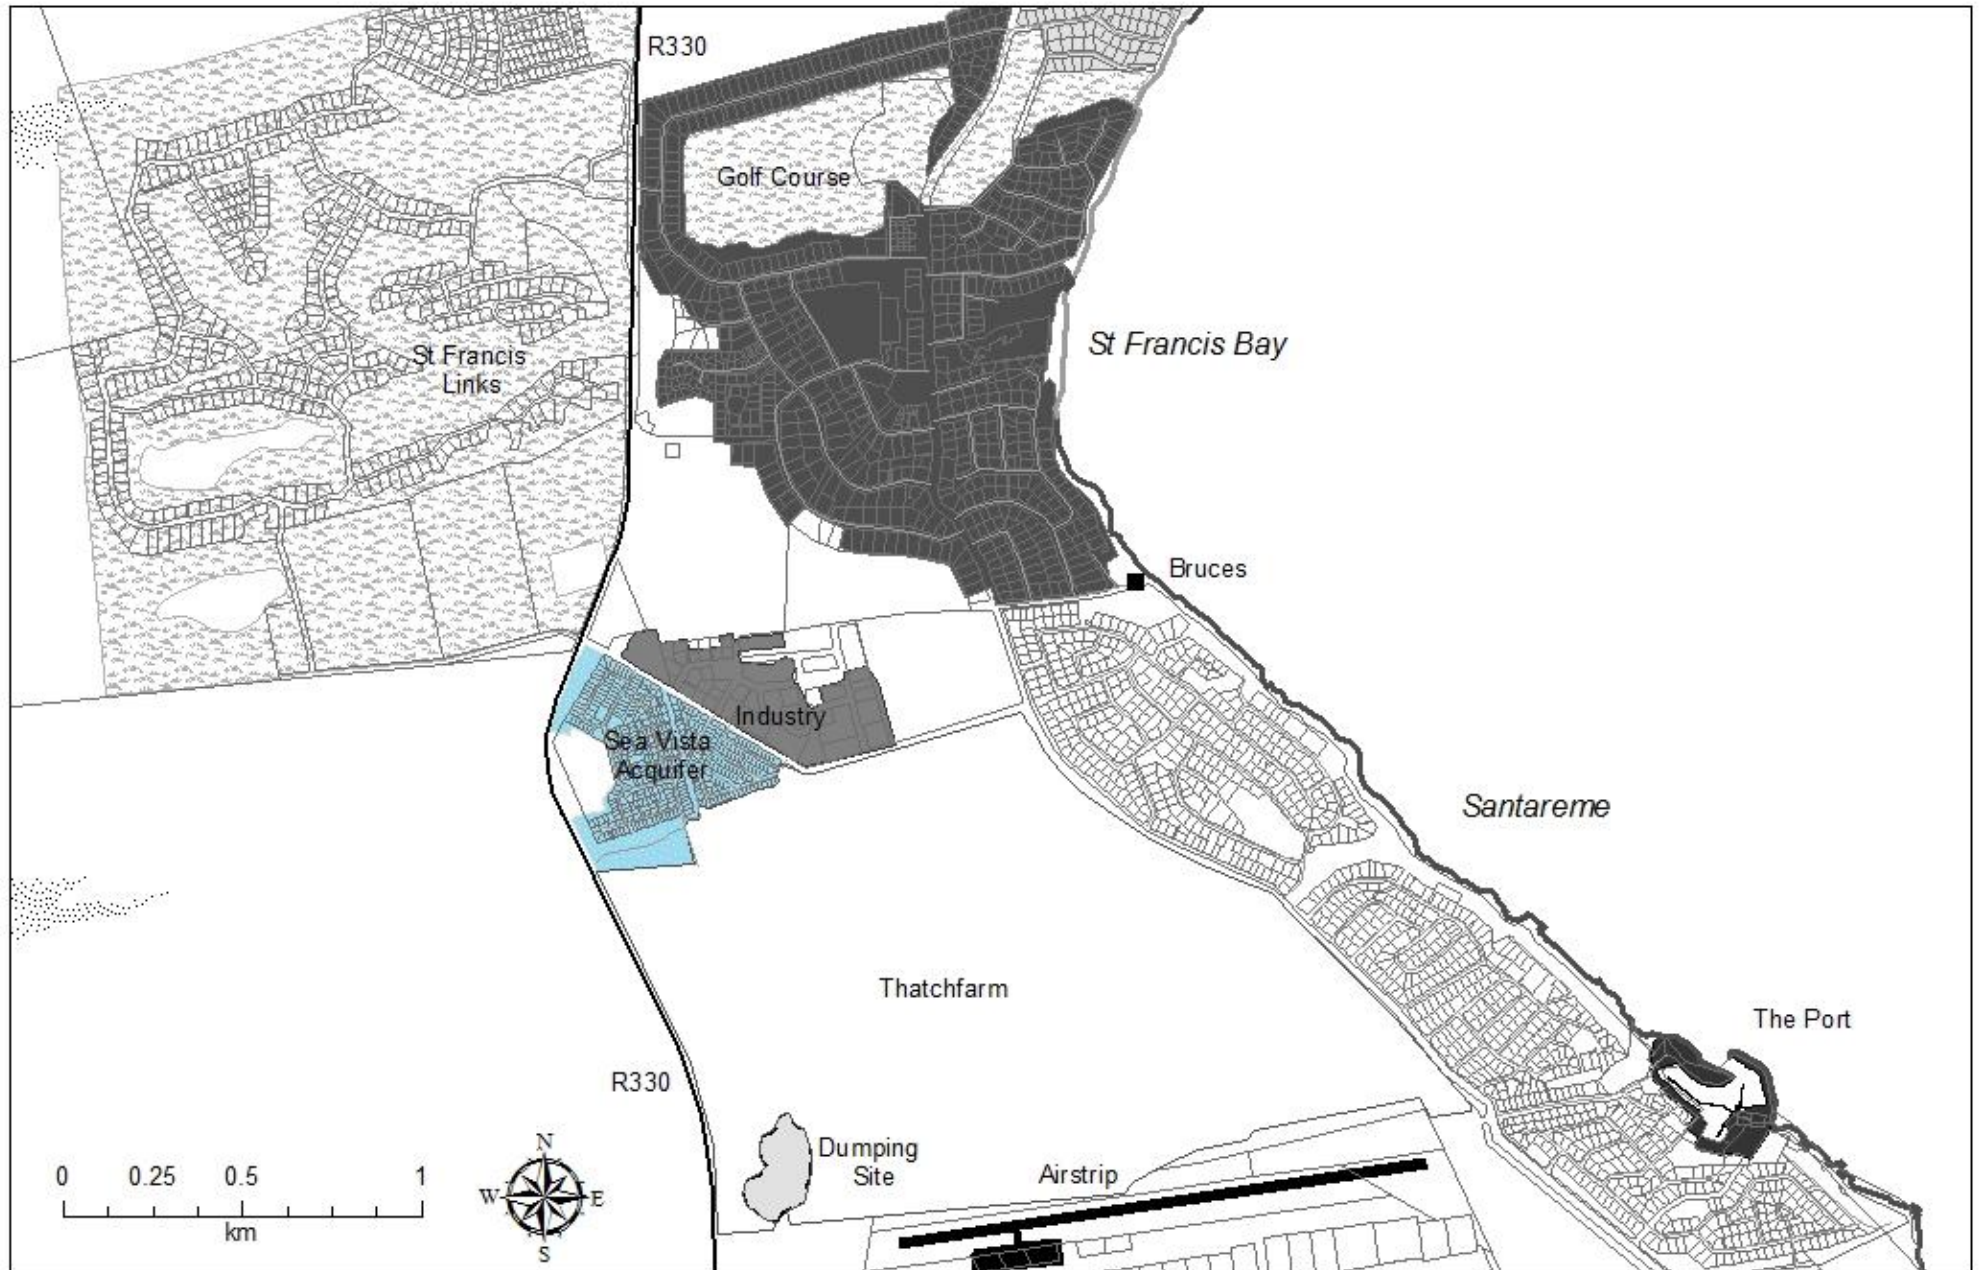 R330
Golf Course
St Francis Bay
St Francis
Links
Bruces
Industry
Sea Vista
Acquifer
Santareme
Thatchfarm
The Port
R330
Dumping
Site
Airstrip
0 0.25 0.5 1
km
N
W E
S